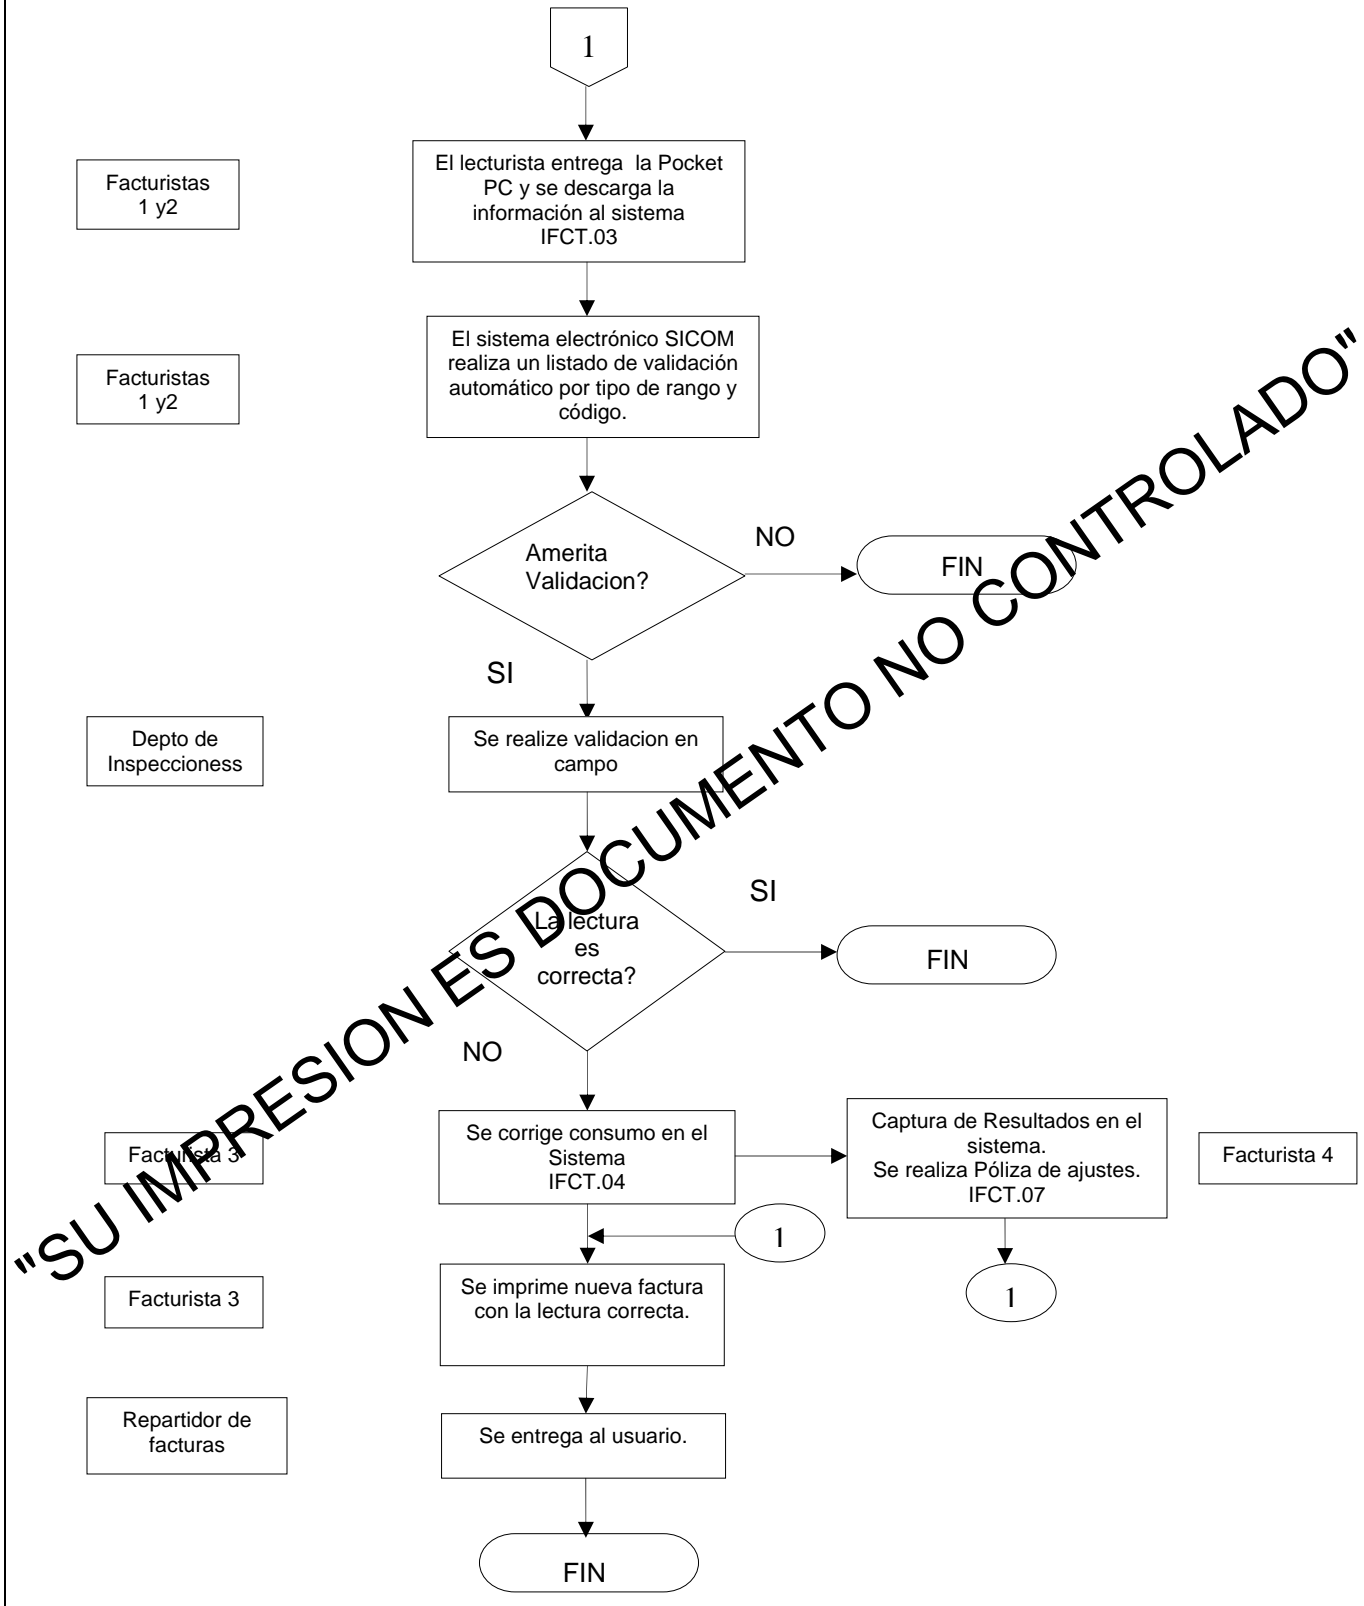 1
Facturistas
1 y2
El lecturista entrega la Pocket
PC y se descarga la
información al sistema
IFCT.03
Facturistas
1 y2
El sistema electrónico SICOM
realiza un listado de validación
automático por tipo de rango y
código.
Amerita
Validacion?
NO
FIN
SI
Depto de
Inspeccioness
Se realize validacion en
campo
La lectura
es
correcta?
SI
FIN
NO
Facturista 3
Se corrige consumo en el
Sistema
IFCT.04
Captura de Resultados en el
sistema.
Se realiza Póliza de ajustes.
IFCT.07
Facturista 4
1
Facturista 3
Se imprime nueva factura
con la lectura correcta.
1
Repartidor de
facturas
Se entrega al usuario.
FIN
"SU IMPRESION ES DOCUMENTO NO CONTROLADO"